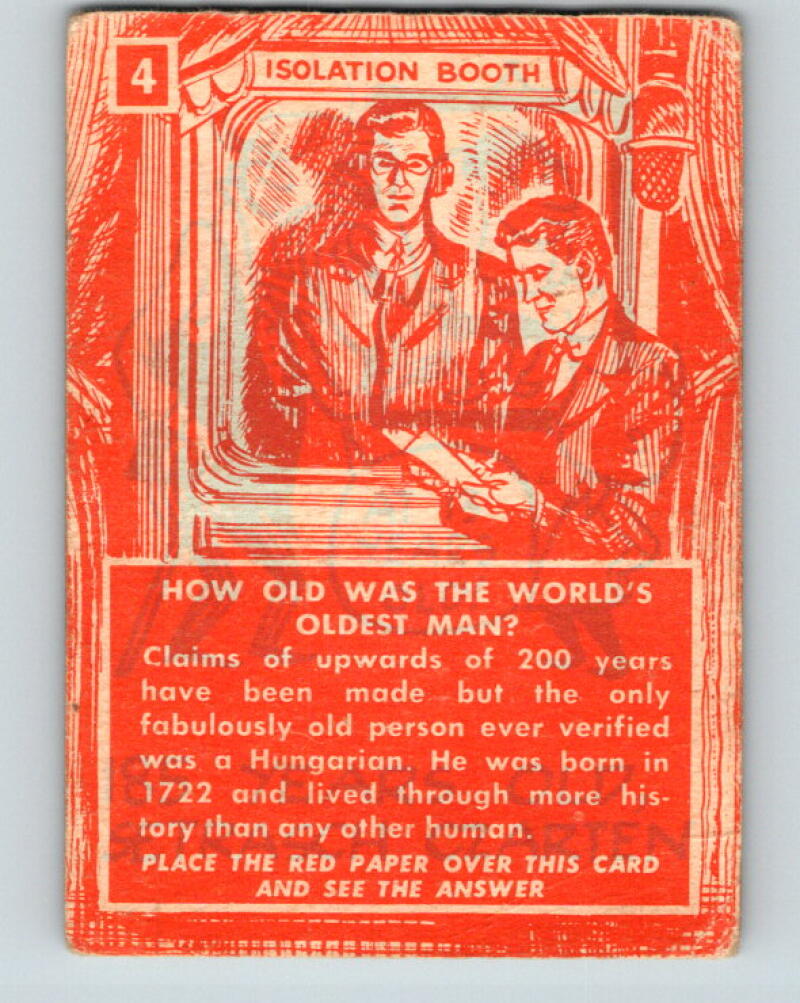 4
ISOLATION BOOTH
HOW OLD WAS THE WORLD'S
OLDEST MAN?
Claims of upwards of 200 years
have been made but the only
fabulously old person ever verified
was a Hungarian. He was born in
1722 and lived through more his-
tory than any other human.
PLACE THE RED PAPER OVER THIS CARD
AND SEE THE ANSWER